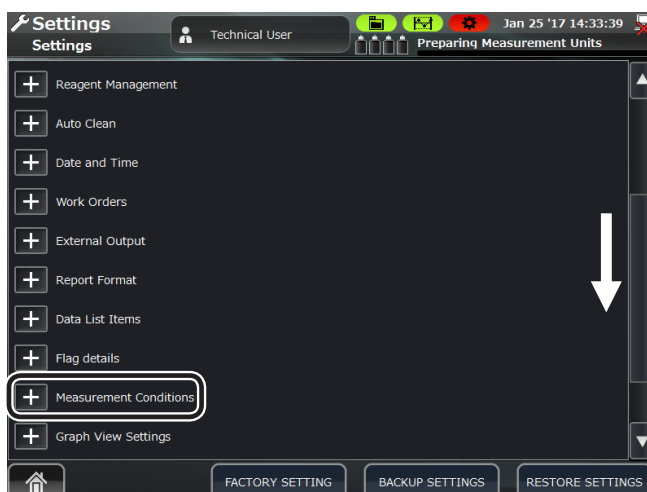 Settings
Settings
Technical User
Jan 25 '17 14:33:39
Preparing Measurement Units
Reagent Management
Auto Clean
Date and Time
Work Orders
External Output
Report Format
Data List Items
Flag details
Measurement Conditions
Graph View Settings
FACTORY SETTING
BACKUP SETTINGS
RESTORE SETTINGS